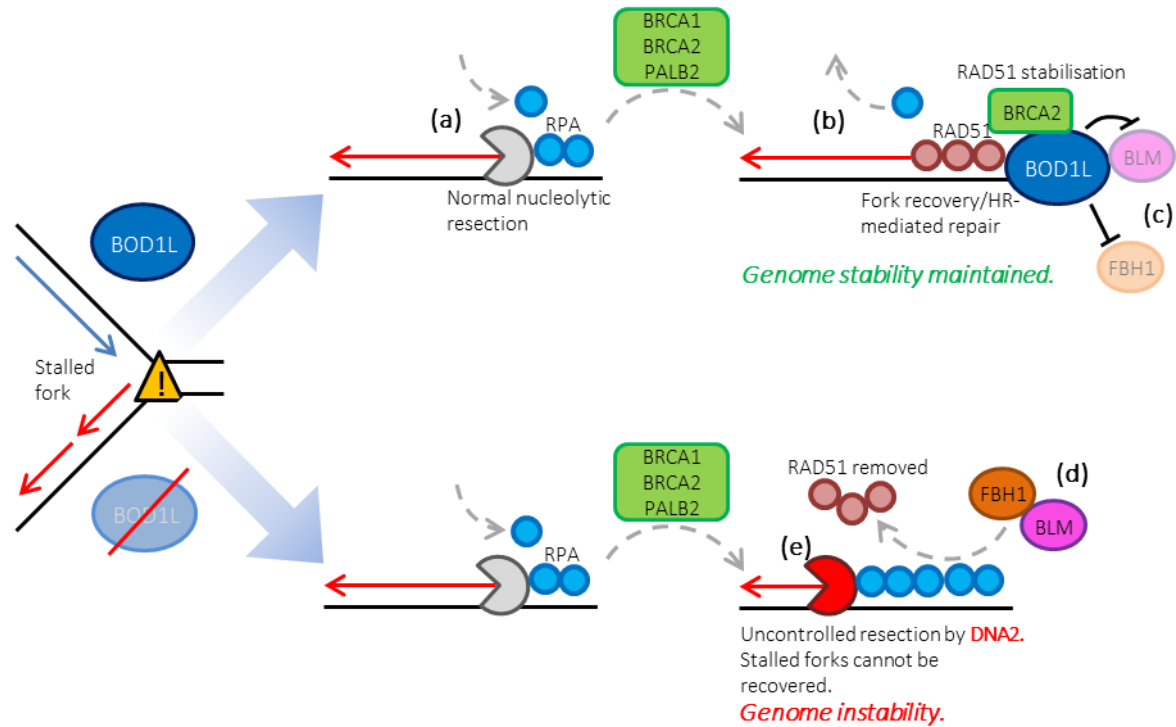 BOD1L
Stalled
fork
!
BOD1L
(a)
RPA
Normal nucleolytic
resection
BRCA1
BRCA2
PALB2
(b)
RAD51 stabilisation
BRCA2
RAD51
BOD1L
BLM
(c)
FBH1
Fork recovery/HR-
mediated repair
Genome stability maintained.
RPA
BRCA1
BRCA2
PALB2
RAD51 removed
(d)
FBH1
BLM
(e)
Uncontrolled resection by DNA2.
Stalled forks cannot be
recovered.
Genome instability.